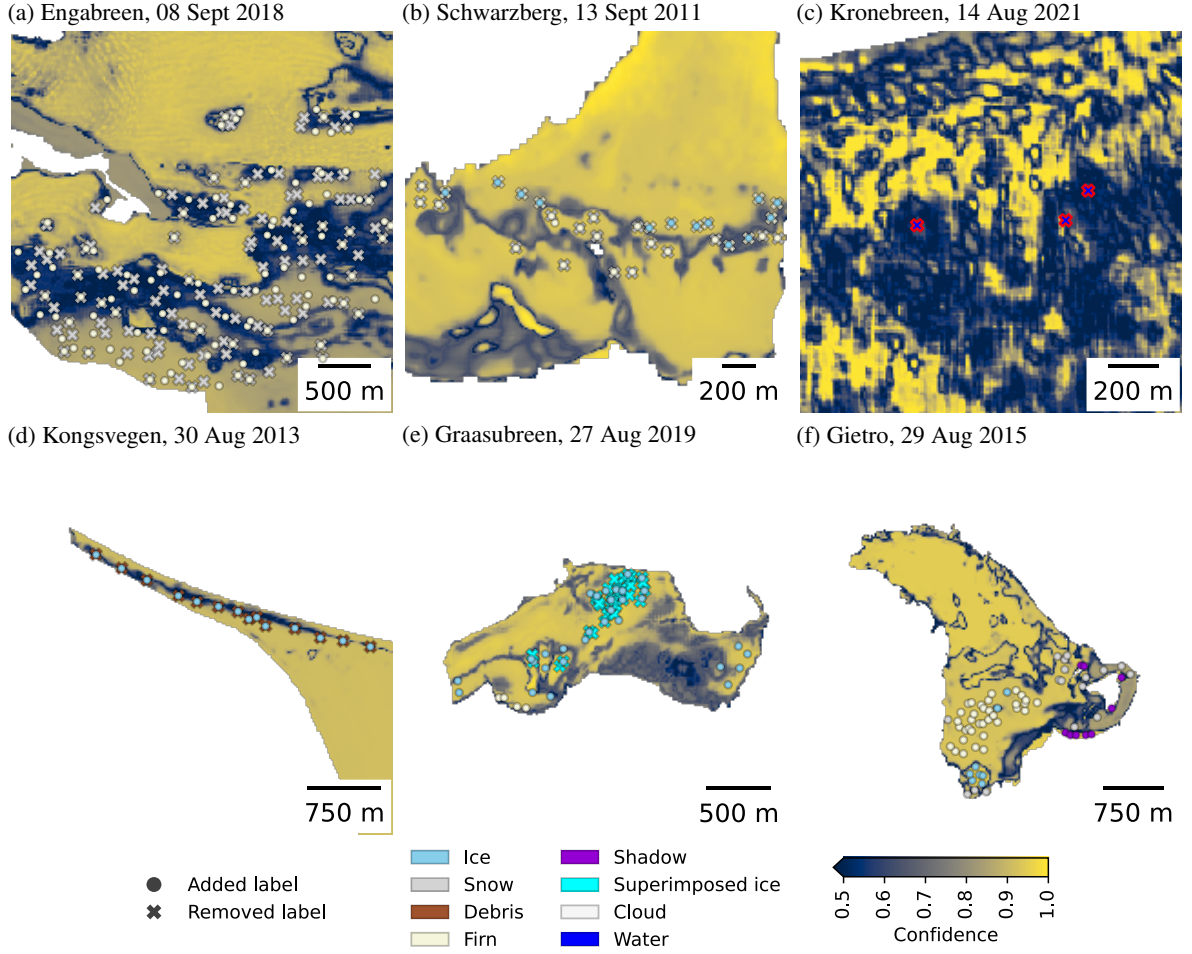 (a) Engabreen, 08 Sept 2018
(b) Schwarzberg, 13 Sept 2011
(c) Kronebreen, 14 Aug 2021
500 m
200 m
200 m
(d) Kongsvegen, 30 Aug 2013
(e) Graasubreen, 27 Aug 2019
(f) Gietro, 29 Aug 2015
750 m
500 m
750 m
Added label
Removed label
Ice
Snow
Debris
Firn
Shadow
Superimposed ice
Cloud
Water
0.5
0.6
0.7
0.8
0.9
1.0
Confidence